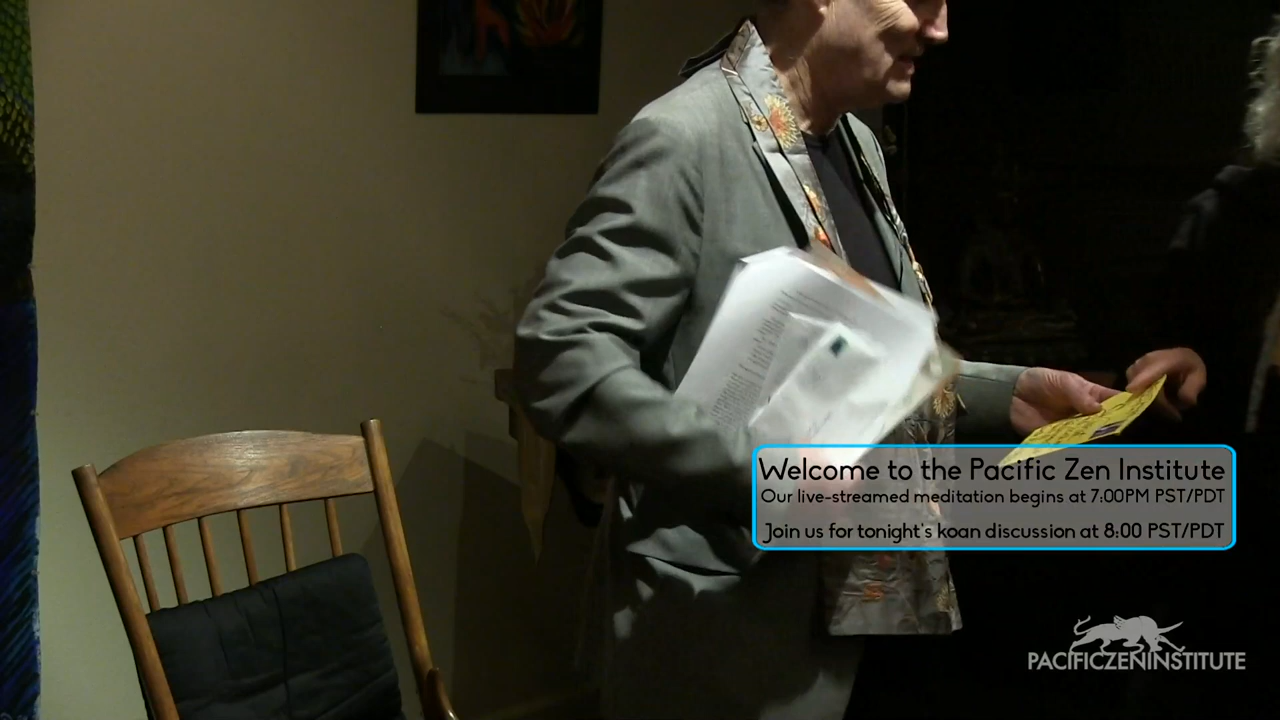 Welcome to the Pacific Zen Institute
Our live-streamed meditation begins at 7:00PM PST/PDT
Join us for tonight's koan discussion at 8:00 PST/PDT
PACIFICZENINSTITUTE